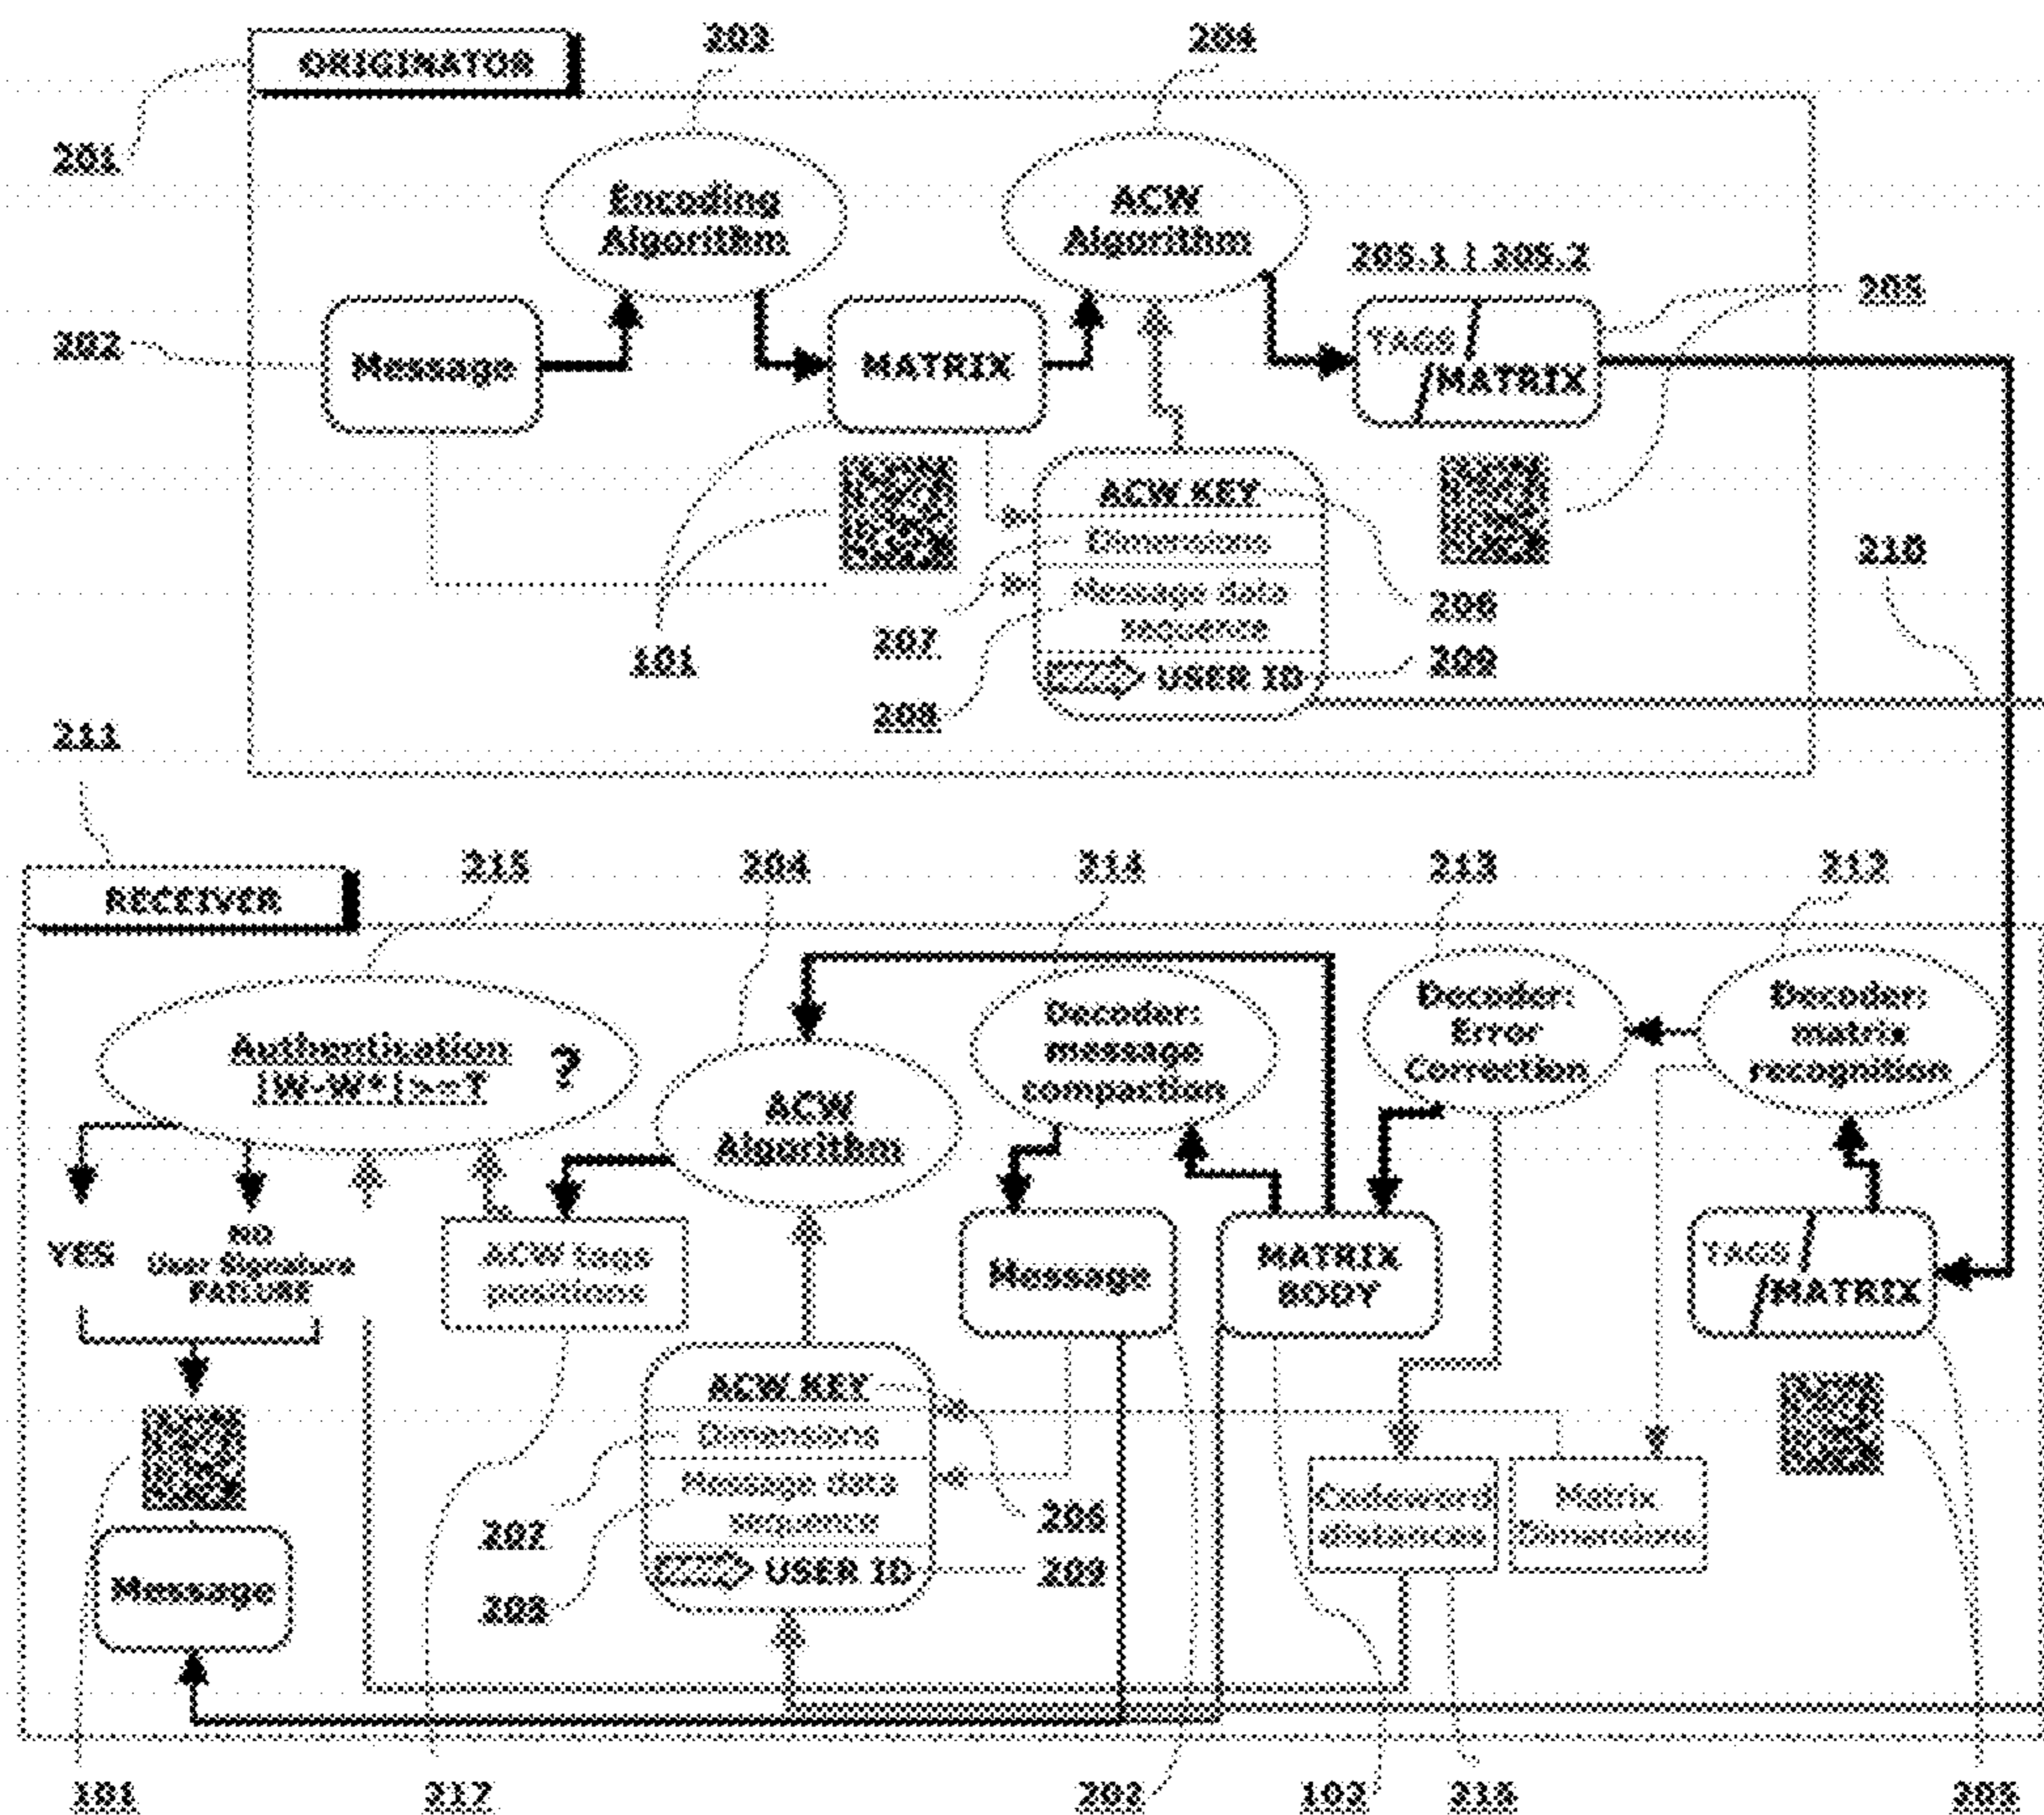 203
204
ORIGINATOR
201
Encoding
Algorithm
ACW
Algorithm
205.1 | 205.2
205
202
Message
MATRIX
TAGS
/MATRIX
ACW KEY
Dimensions
210
Message data
sequence
206
207
101
209
USER ID
208
211
215
204
214
213
212
RECEIVER
Decoder:
message
compaction
Decoder:
Error
Correction
Decoder:
matrix
recognition
Authentication
|W-W*|>=T
?
ACW
Algorithm
YES
NO
User Signature
FAILURE
ACW tags
positions
Message
MATRIX
BODY
TAGS
/MATRIX
ACW KEY
Dimensions
Message data
sequence
Codeword
distances
Matrix
Dimensions
206
207
USER ID
209
208
Message
101
217
202
102
216
205